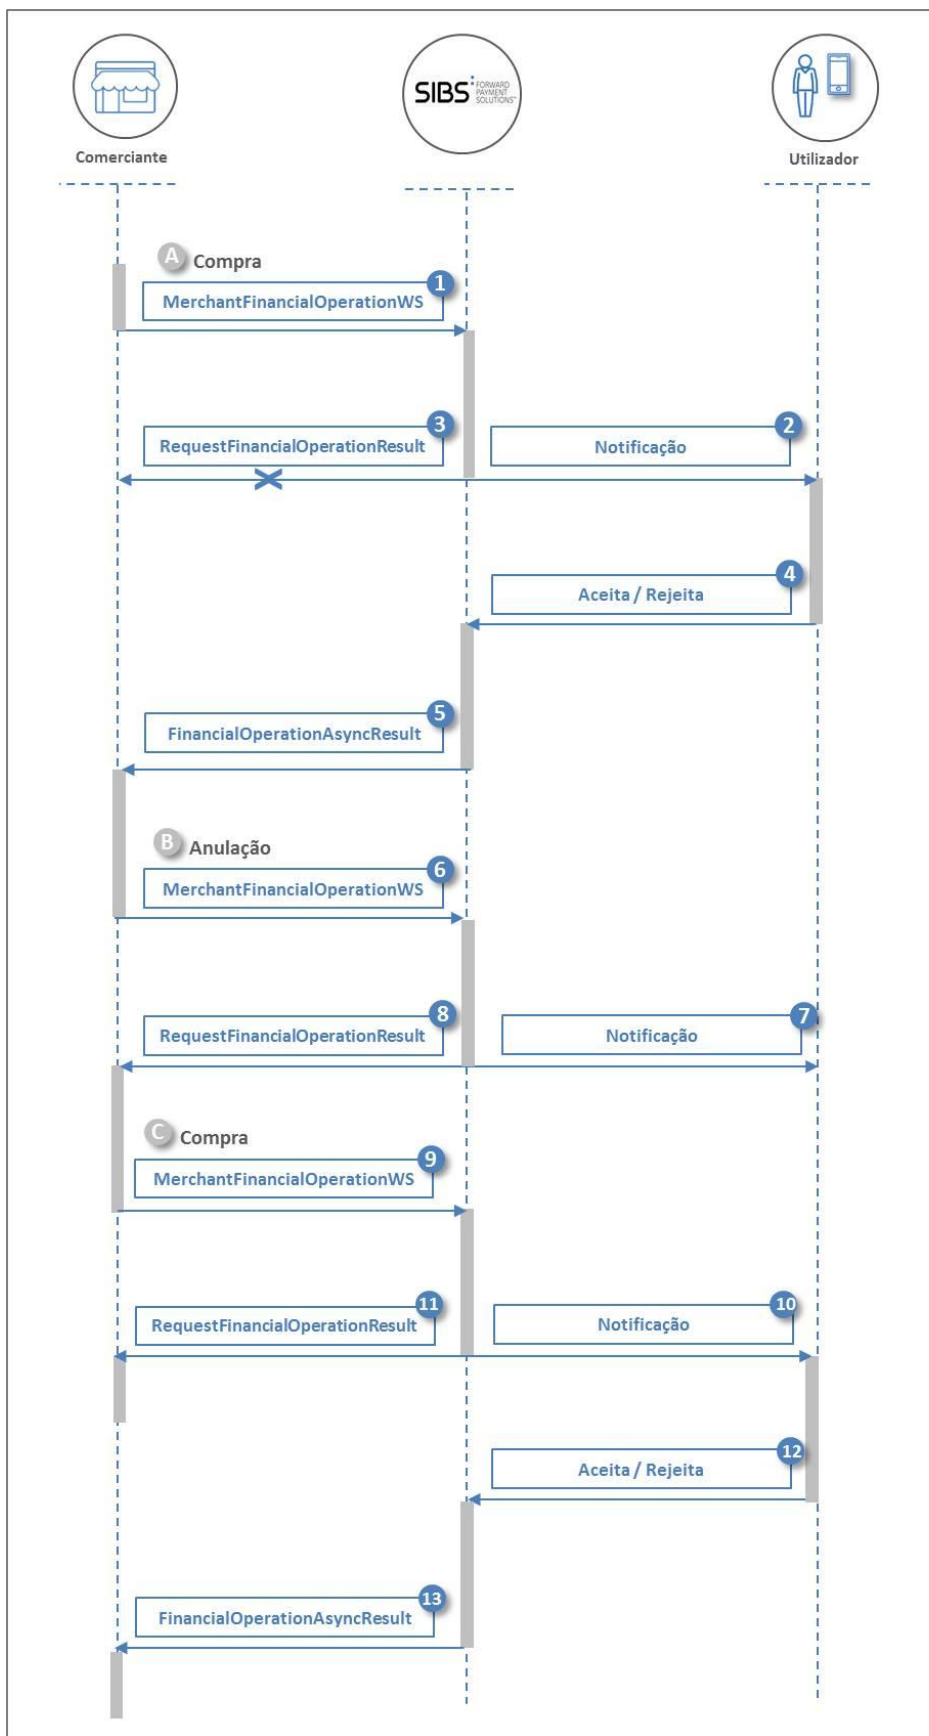 SIBS FORWARD
PAYMENT
SOLUTIONS
Comerciante
Utilizador
A Compra
1
MerchantFinancialOperationWS
3
RequestFinancialOperationResult
2
Notificação
4
Aceita / Rejeita
5
FinancialOperationAsyncResult
B Anulação
6
MerchantFinancialOperationWS
8
RequestFinancialOperationResult
7
Notificação
C Compra
9
MerchantFinancialOperationWS
11
RequestFinancialOperationResult
10
Notificação
12
Aceita / Rejeita
13
FinancialOperationAsyncResult